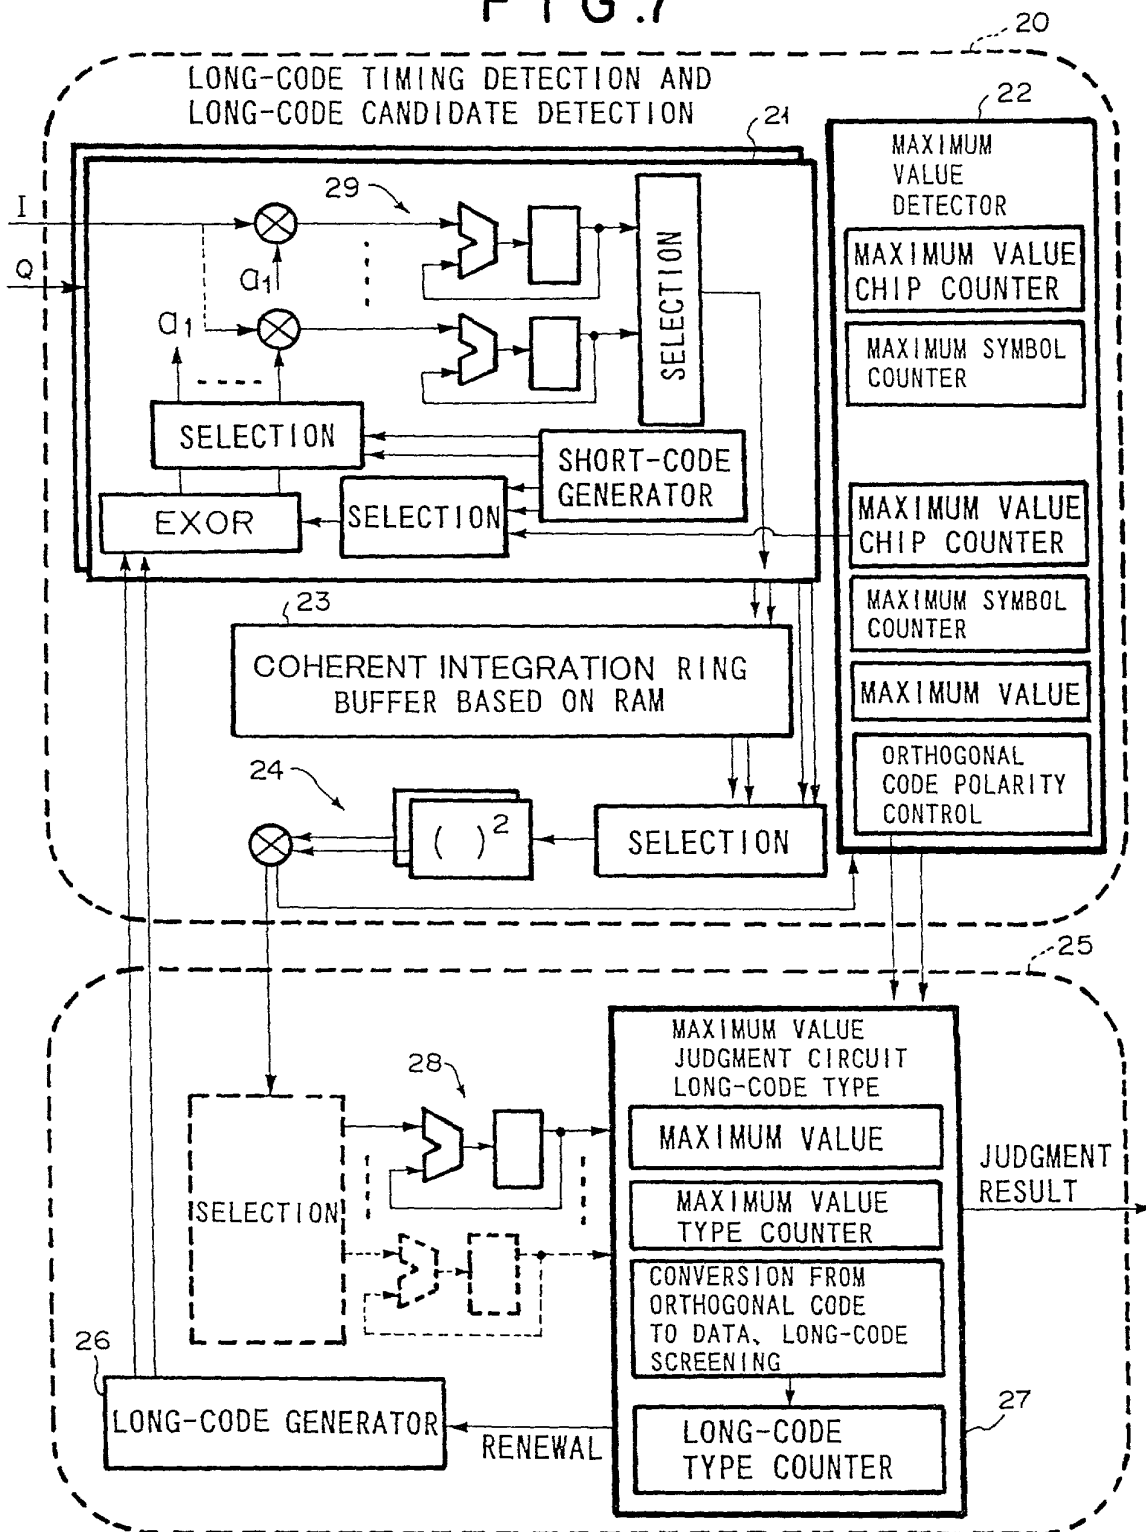 FIG.7
20
LONG-CODE TIMING DETECTION AND
LONG-CODE CANDIDATE DETECTION
21
22
MAXIMUM
VALUE
DETECTOR
I
29
Q
a1
a1
SELECTION
MAXIMUM VALUE
CHIP COUNTER
MAXIMUM SYMBOL
COUNTER
SELECTION
SHORT-CODE
GENERATOR
EXOR
SELECTION
MAXIMUM VALUE
CHIP COUNTER
MAXIMUM SYMBOL
COUNTER
MAXIMUM VALUE
ORTHOGONAL
CODE POLARITY
CONTROL
23
COHERENT INTEGRATION RING
BUFFER BASED ON RAM
24
( )2
SELECTION
25
MAXIMUM VALUE
JUDGMENT CIRCUIT
LONG-CODE TYPE
28
SELECTION
MAXIMUM VALUE
MAXIMUM VALUE
TYPE COUNTER
CONVERSION FROM
ORTHOGONAL CODE
TO DATA, LONG-CODE
SCREENING
JUDGMENT
RESULT
26
LONG-CODE GENERATOR
RENEWAL
LONG-CODE
TYPE COUNTER
27